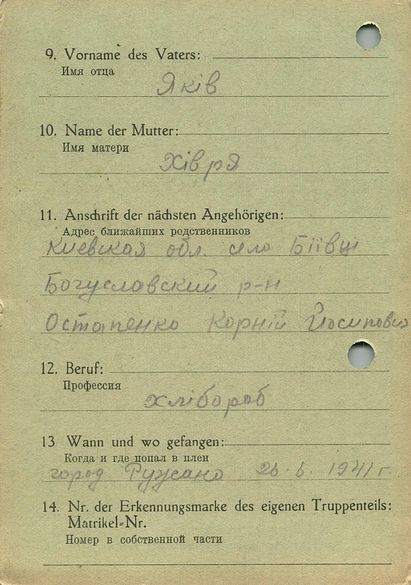 9. Vorname des Vaters:
Имя отца
Яків
10. Name der Mutter:
Имя матери
Хівря
11. Anschrift der nächsten Angehörigen:
Адрес ближайших родственников
Киевская обл. село Біївці
Богуславский р-н
Остапенко Корній Йосипович
12. Beruf:
Профессия
хлібороб
13 Wann und wo gefangen:
Когда и где попал в плен
город Ружано 26.6.1941 г.
14. Nr. der Erkennungsmarke des eigenen Truppenteils:
Matrikel=Nr.
Номер в собственной части